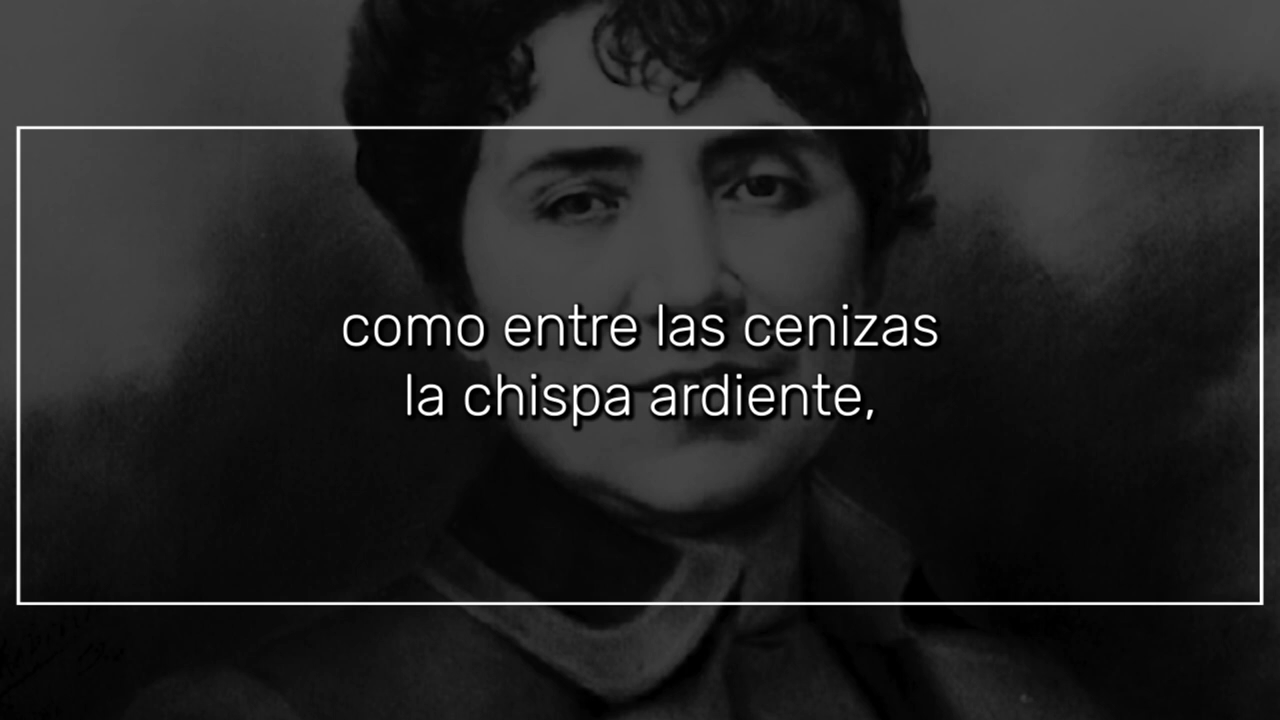 como entre las cenizas
la chispa ardiente,